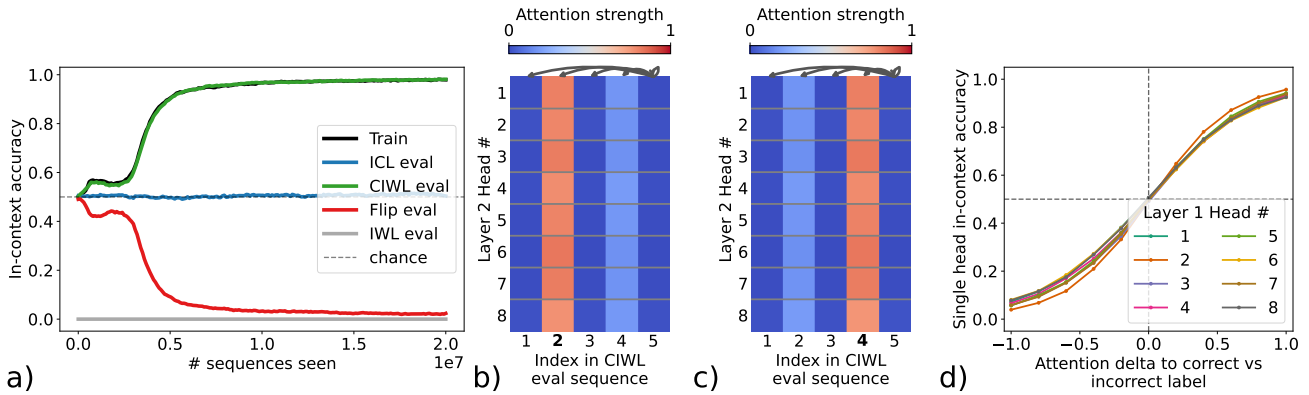 1.0
0.8
0.6
0.4
0.2
0.0
In-context accuracy
Train
ICL eval
CIWL eval
Flip eval
IWL eval
chance
0.0 0.5 1.0 1.5 2.0
1e7
# sequences seen
a)
Attention strength
0 1
Layer 2 Head #
1
2
3
4
5
6
7
8
1 2 3 4 5
Index in CIWL
eval sequence
b)
Attention strength
0 1
Layer 2 Head #
1
2
3
4
5
6
7
8
1 2 3 4 5
Index in CIWL
eval sequence
c)
Single head in-context accuracy
1.0
0.8
0.6
0.4
0.2
0.0
Layer 1 Head #
1 5
2 6
3 7
4 8
−1.0 −0.5 0.0 0.5 1.0
Attention delta to correct vs
incorrect label
d)